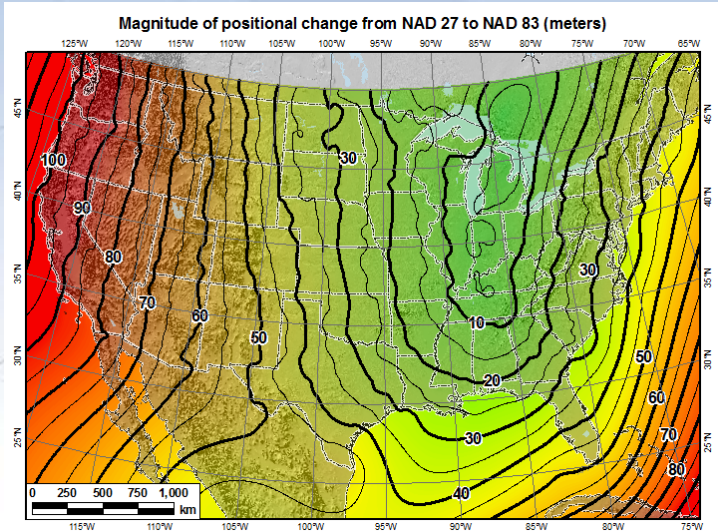 Magnitude of positional change from NAD 27 to NAD 83 (meters)
125°W 120°W 115°W 110°W 105°W 100°W 95°W 90°W 85°W 80°W 75°W 70°W 65°W
45°N
45°N
100
30
40°N
40°N
90
80
30
35°N
35°N
70
60
10
50
50
30°N
30°N
20
60
25°N
30
70
25°N
80
40
0 250 500 750 1,000
km
115°W 110°W 105°W 100°W 95°W 90°W 85°W 80°W 75°W